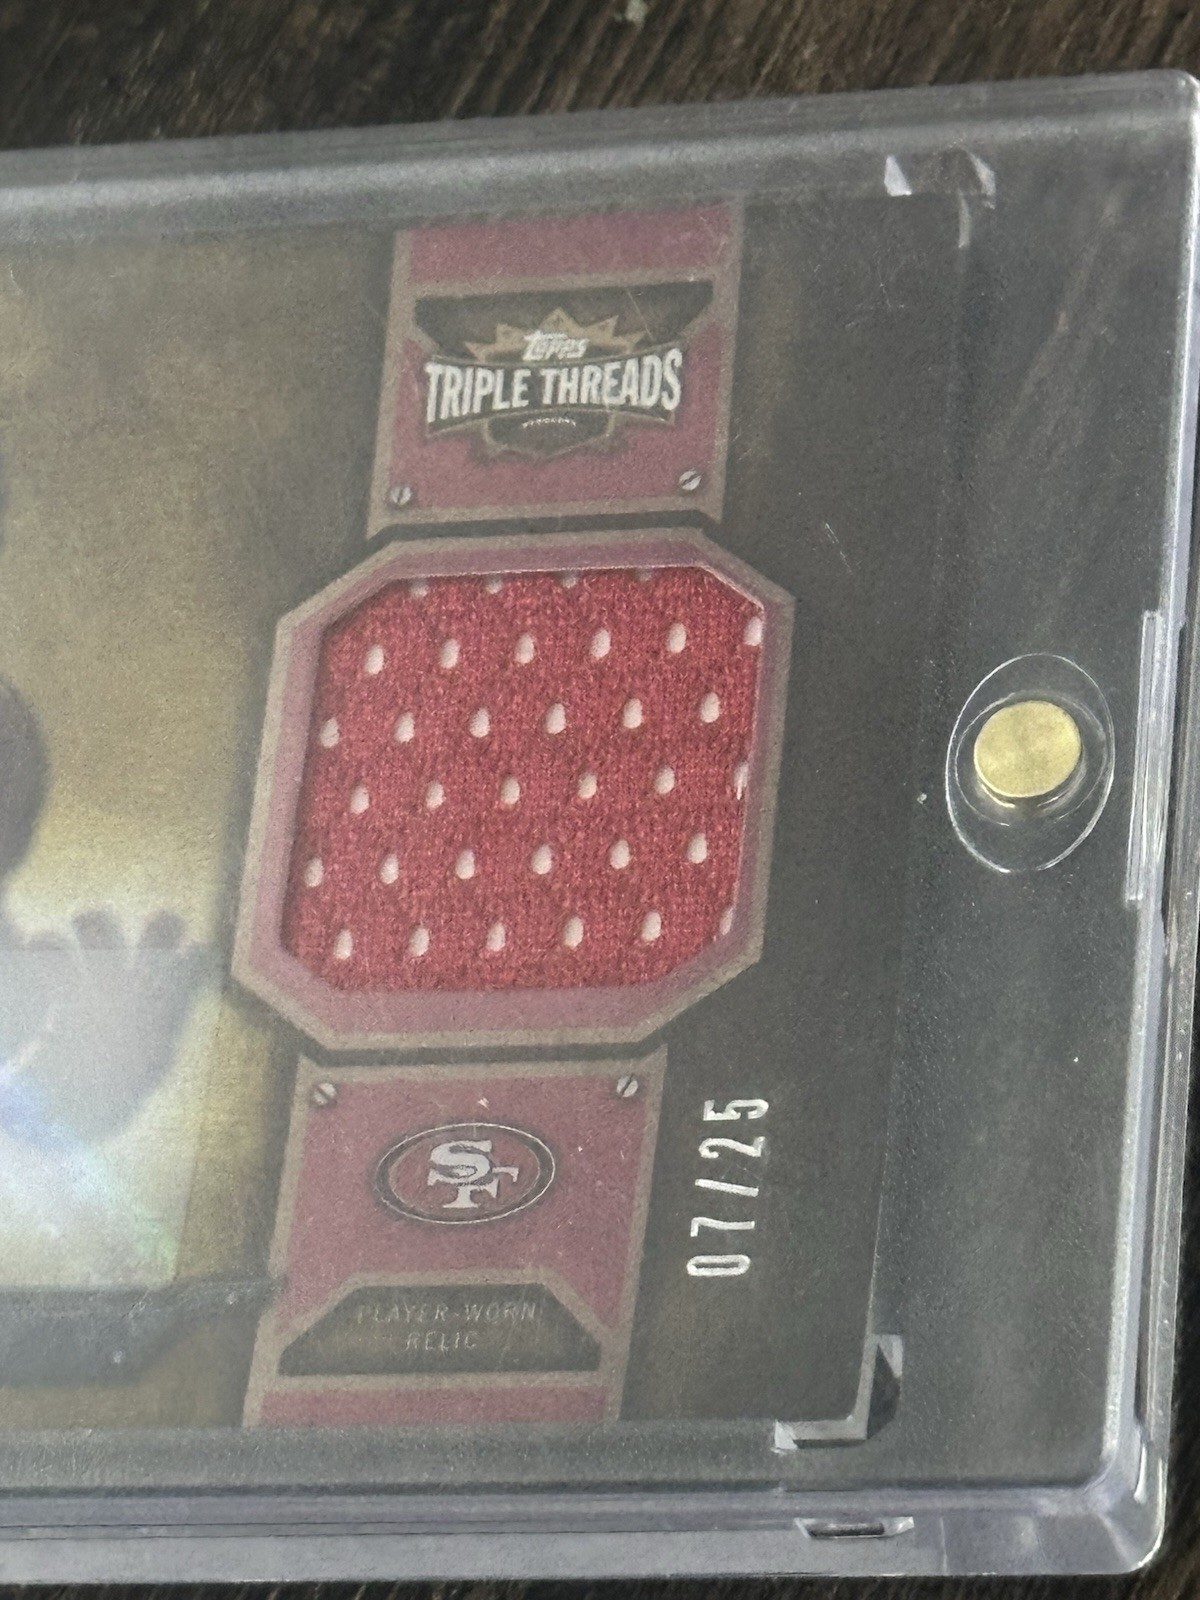 Topps
TRIPLE THREADS
SF
PLAYER-WORN
RELIC
07/25